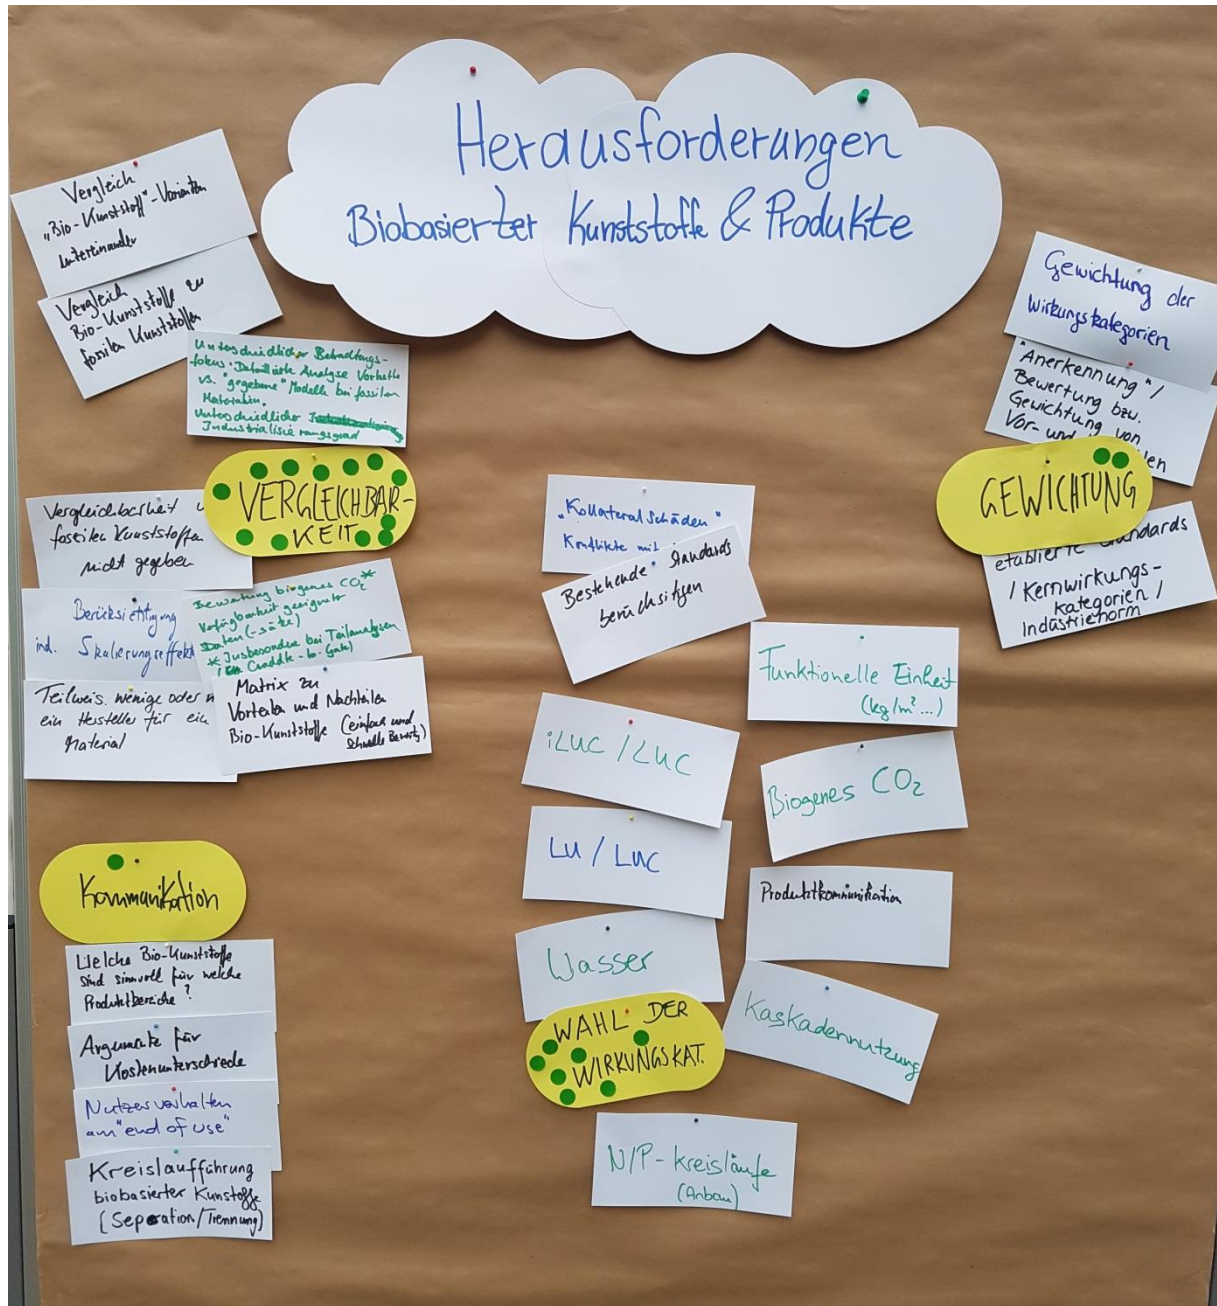 Herausforderungen
Biobasierter Kunststoffe & Produkte
Vergleich
"Bio-Kunststoff"-Varianten
untereinander
Vergleich
Bio-Kunststoffe zu
fossilen Kunststoffen
Unterschiedlicher Betrachtungs-
fokus. Detaillierte Analyse
vs. "gegebene" Modelle bei fossilen
Materialien.
Unterschiedlicher
Industrialisierungsgrad
VERGLEICHBAR-
KEIT
Vergleichbarkeit
fossilen Kunststoffen
nicht gegeben
Berücksichtigung
ind. Skalierungseffekt
Bewertung biogenes CO2*
Verfügbarkeit geeigneter
Daten(-sätze)
* Insbesondere bei Teilanalysen
Craddle-to-Gate)
Teilweis. wenige oder
ein Hersteller für ein
Material
Matrix zu
Vorteilen und Nachteilen
Bio-Kunststoffe (einfach und
schnelle
Kommunikation
Welche Bio-Kunststoffe
sind sinnvoll für welche
Produktbereiche?
Argumente für
Kostenunterschiede
Nutzerverhalten
am "end of use"
Kreislaufführung
biobasierter Kunstoffe
(Separation/Trennung)
"Kollateralschäden"
Konflikte mit
Bestehende Standards
berücksitigen
iLUC / LUC
LU / LUC
Wasser
WAHL DER
WIRKUNGSKAT.
N/P-Kreisläufe
(Anbau)
Funktionelle Einheit
(kg/m²...)
Biogenes CO2
Produktkommunikation
Kaskadennutzung
Gewichtung der
Wirkungskategorien
"Anerkennung"/
Bewertung bzw.
Gewichtung von
Vor- und
GEWICHTUNG
etablierte Standards
/ Kernwirkungs-
kategorien /
Industrienorm